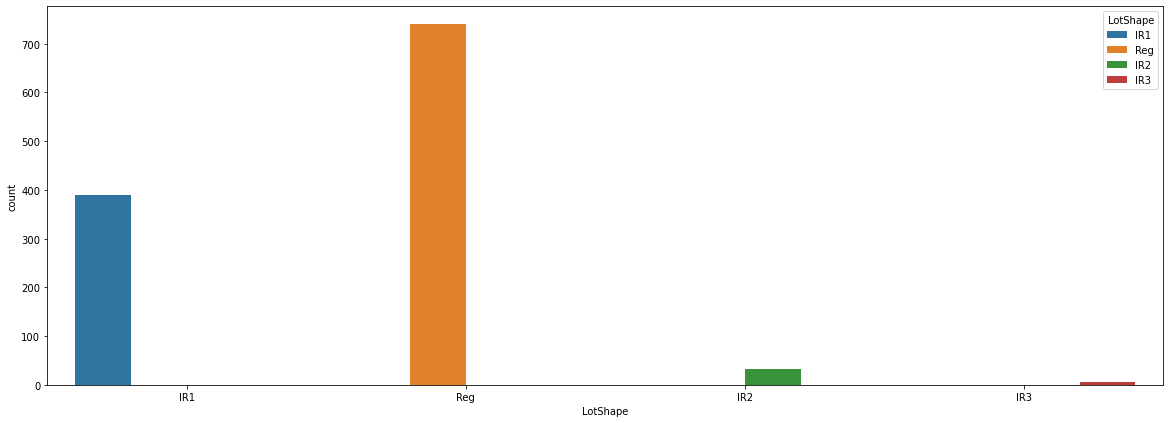 LotShape
IR1
Reg
IR2
IR3
700
600
500
400
300
200
100
0
count
IR1 Reg IR2 IR3
LotShape